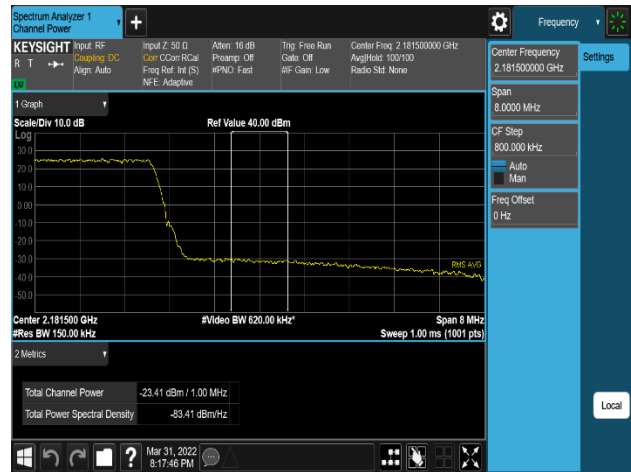 Spectrum Analyzer 1
Channel Power
+
Frequency
KEYSIGHT
R T
LM
Input: RF
Coupling: DC
Align: Auto
Input Z: 50 Ω
Corr CCorr RCal
Freq Ref: Int (S)
NFE: Adaptive
Atten: 16 dB
Preamp: Off
#PNO: Fast
Trig: Free Run
Gate: Off
#IF Gain: Low
Center Freq: 2.181500000 GHz
Avg|Hold: 100/100
Radio Std: None
Center Frequency
2.181500000 GHz
Settings
Span
8.0000 MHz
CF Step
800.000 kHz
Auto
Man
Freq Offset
0 Hz
1 Graph
Scale/Div 10.0 dB
Ref Value 40.00 dBm
Log
30.0
20.0
10.0
0.00
-10.0
-20.0
-30.0
-40.0
-50.0
RMS AVG
Center 2.181500 GHz
#Video BW 620.00 kHz*
Span 8 MHz
#Res BW 150.00 kHz
Sweep 1.00 ms (1001 pts)
2 Metrics
Total Channel Power -23.41 dBm / 1.00 MHz
Total Power Spectral Density -83.41 dBm/Hz
Local
?
Mar 31, 2022
8:17:46 PM